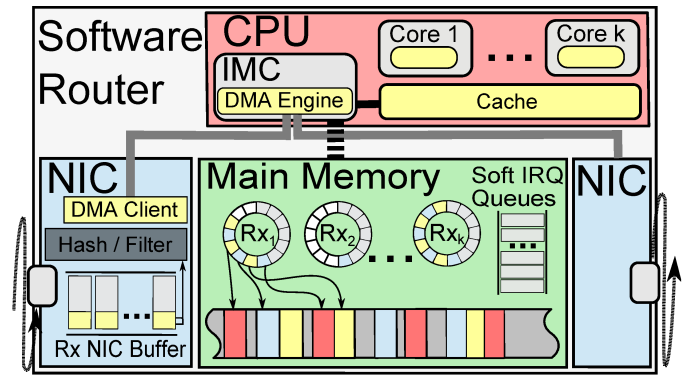 Software
Router
CPU
IMC
DMA Engine
Core 1
...
Core k
Cache
NIC
DMA Client
Hash / Filter
...
Rx NIC Buffer
Main Memory
Rx1
Rx2
...
Rxk
Soft IRQ
Queues
...
NIC